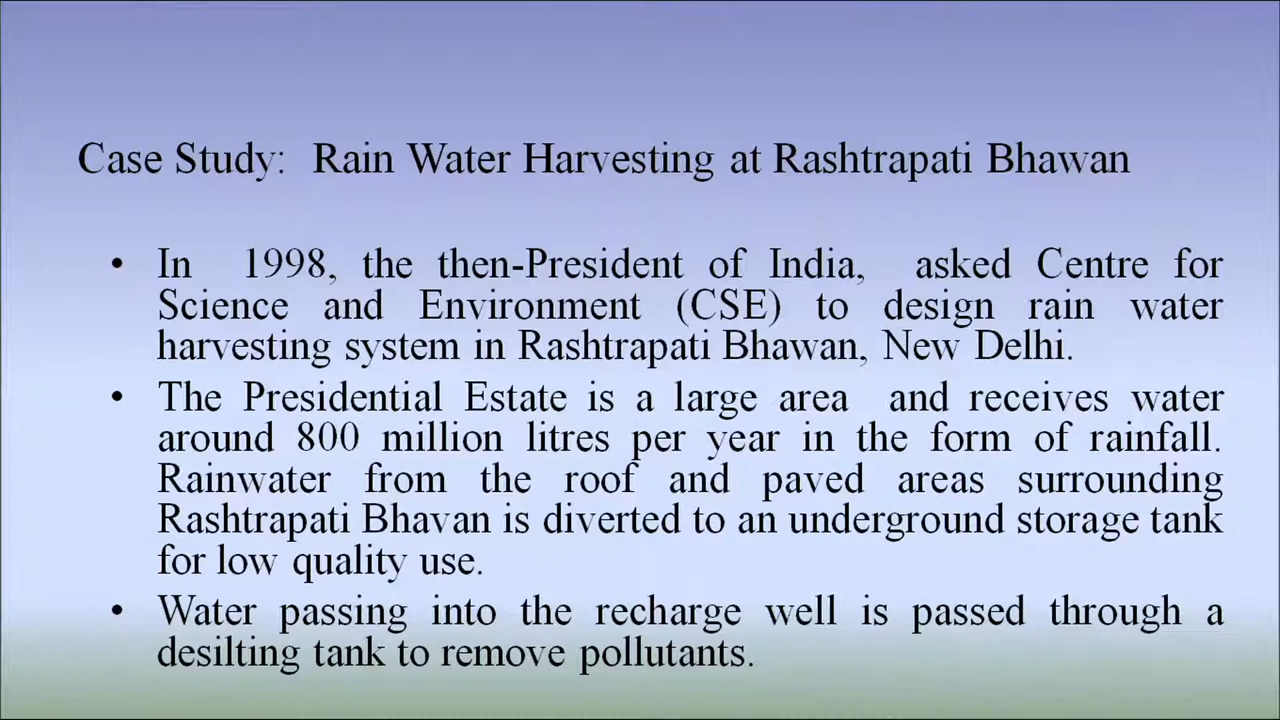 Case Study:  Rain Water Harvesting at Rashtrapati Bhawan
• In 1998, the then-President of India, asked Centre for
Science and Environment (CSE) to design rain water
harvesting system in Rashtrapati Bhawan, New Delhi.
• The Presidential Estate is a large area and receives water
around 800 million litres per year in the form of rainfall.
Rainwater from the roof and paved areas surrounding
Rashtrapati Bhavan is diverted to an underground storage tank
for low quality use.
• Water passing into the recharge well is passed through a
desilting tank to remove pollutants.